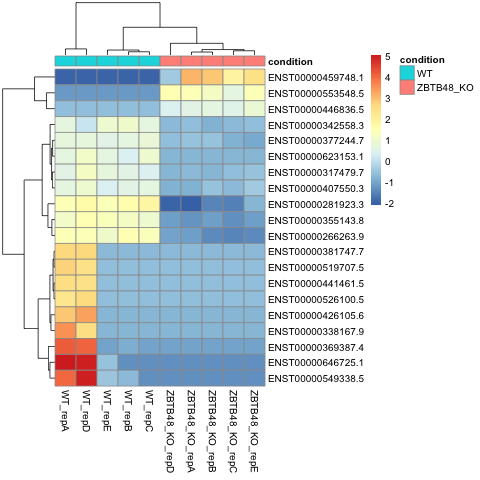 condition
ENST00000459748.1
ENST00000553548.5
ENST00000446836.5
ENST00000342558.3
ENST00000377244.7
ENST00000623153.1
ENST00000317479.7
ENST00000407550.3
ENST00000281923.3
ENST00000355143.8
ENST00000266263.9
ENST00000381747.7
ENST00000519707.5
ENST00000441461.5
ENST00000526100.5
ENST00000426105.6
ENST00000338167.9
ENST00000369387.4
ENST00000646725.1
ENST00000549338.5
5
4
3
2
1
0
-1
-2
condition
WT
ZBTB48_KO
WT_repA
WT_repD
WT_repE
WT_repB
WT_repC
ZBTB48_KO_repD
ZBTB48_KO_repA
ZBTB48_KO_repB
ZBTB48_KO_repC
ZBTB48_KO_repE